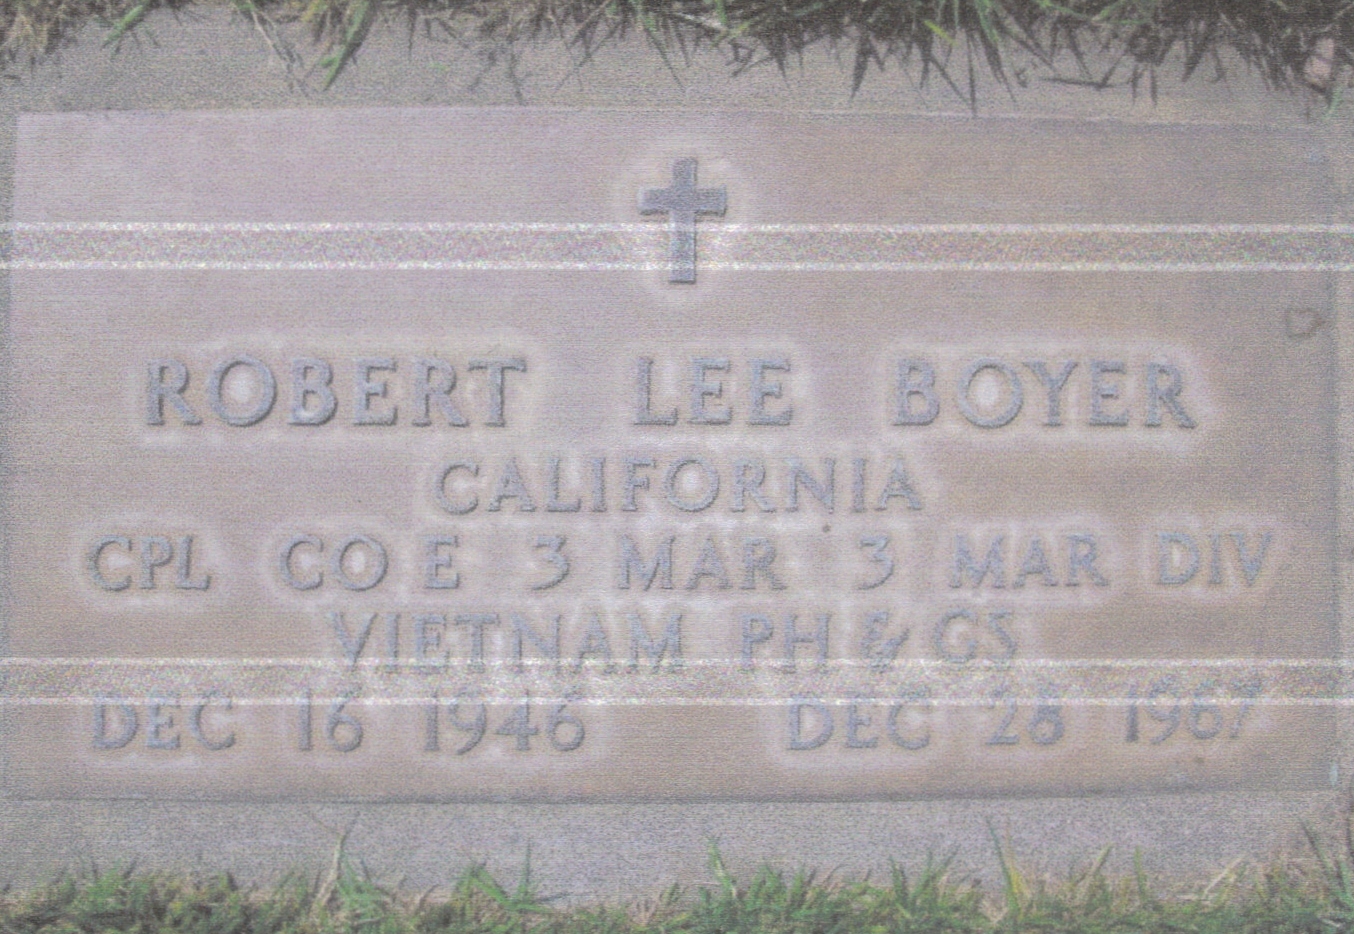 ROBERT LEE BOYER
CALIFORNIA
CPL CO E 3 MAR 3 MAR DIV
VIETNAM PH & GS
DEC 16 1946 DEC 28 1967